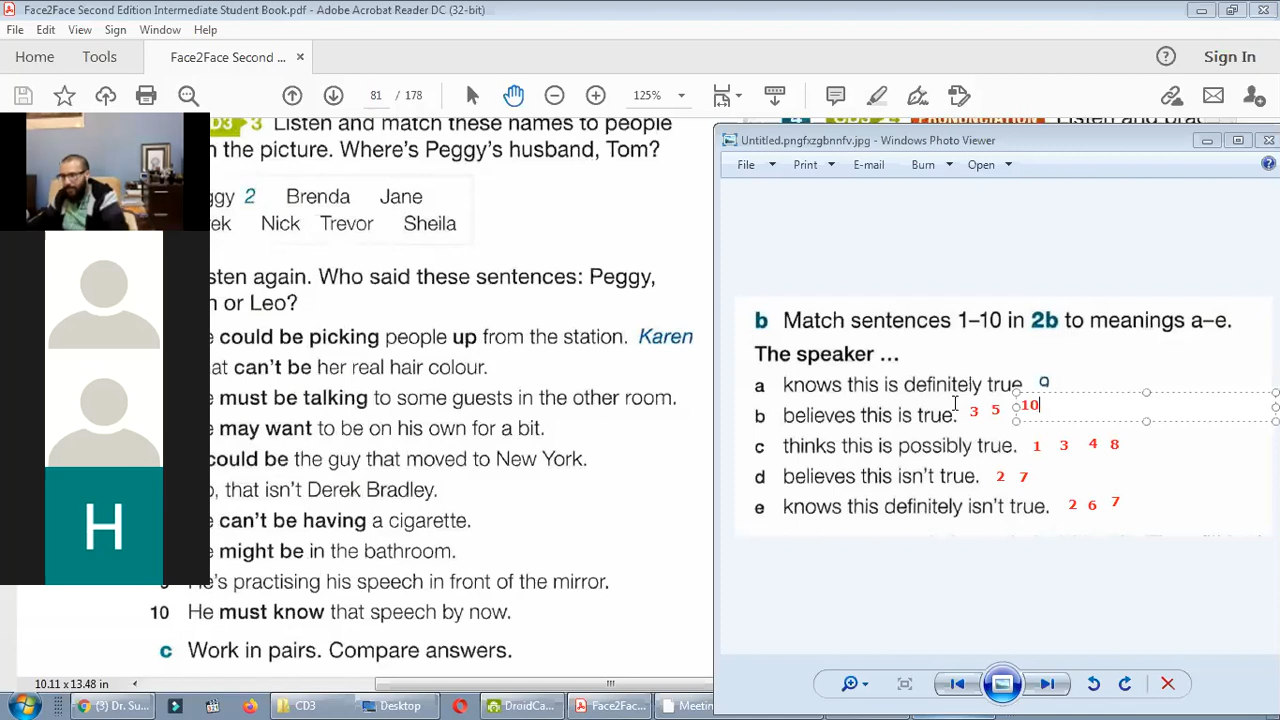 Face2Face Second Edition Intermediate Student Book.pdf - Adobe Acrobat Reader DC (32-bit)
File Edit View Sign Window Help
Home Tools Face2Face Second ... × Sign In
81 / 178 125%
CD3 3 Listen and match these names to people
n the picture. Where's Peggy's husband, Tom?
ggy 2 Brenda Jane
rek Nick Trevor Sheila
sten again. Who said these sentences: Peggy,
n or Leo?
e could be picking people up from the station. Karen
at can't be her real hair colour.
e must be talking to some guests in the other room.
e may want to be on his own for a bit.
could be the guy that moved to New York.
o, that isn't Derek Bradley.
e can't be having a cigarette.
e might be in the bathroom.
He's practising his speech in front of the mirror.
10 He must know that speech by now.
c Work in pairs. Compare answers.
10.11 x 13.48 in
H
Untitled.pngfxzgbnnfv.jpg - Windows Photo Viewer
File Print E-mail Burn Open
b Match sentences 1–10 in 2b to meanings a–e.
The speaker ...
a knows this is definitely true 9
b believes this is true. 3 5 10
c thinks this is possibly true. 1 3 4 8
d believes this isn't true. 2 7
e knows this definitely isn't true. 2 6 7
(3) Dr. Su... CD3 Desktop DroidCa... Face2Fac... Meetin